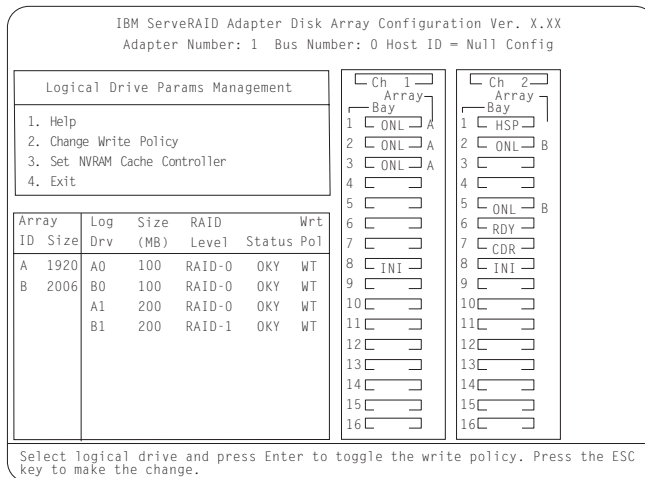 IBM ServeRAID Adapter Disk Array Configuration Ver. X.XX
Adapter Number: 1 Bus Number: 0 Host ID = Null Config
Logical Drive Params Management
1. Help
2. Change Write Policy
3. Set NVRAM Cache Controller
4. Exit
Array Log Size RAID Wrt
ID Size Drv (MB) Level Status Pol
A 1920 A0 100 RAID-0 OKY WT
B 2006 B0 100 RAID-0 OKY WT
A1 200 RAID-0 OKY WT
B1 200 RAID-1 OKY WT
Ch 1
Array
Bay
1 ONL A
2 ONL A
3 ONL A
4
5
6
7
8 INI
9
10
11
12
13
14
15
16
Ch 2
Array
Bay
1 HSP
2 ONL B
3
4
5 ONL B
6 RDY
7 CDR
8 INI
9
10
11
12
13
14
15
16
Select logical drive and press Enter to toggle the write policy. Press the ESC
key to make the change.